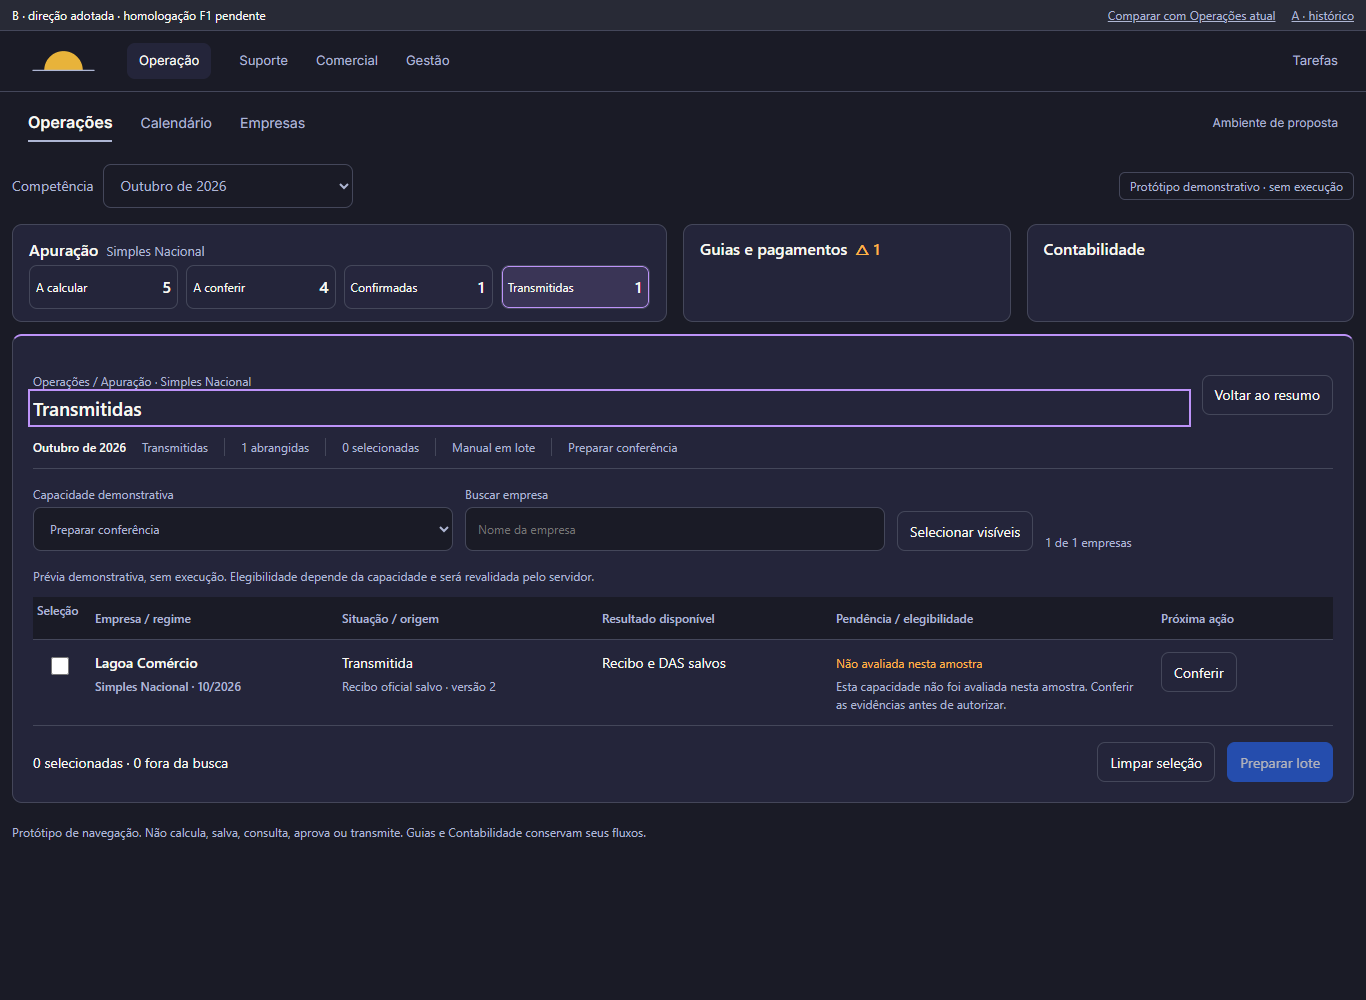 B · direção adotada · homologação F1 pendente
Comparar com Operações atual
A · histórico
Operação
Suporte
Comercial
Gestão
Tarefas
Operações
Calendário
Empresas
Ambiente de proposta
Competência
Outubro de 2026
Protótipo demonstrativo · sem execução
Apuração Simples Nacional
A calcular 5
A conferir 4
Confirmadas 1
Transmitidas 1
Guias e pagamentos 1
Contabilidade
Operações / Apuração · Simples Nacional
Transmitidas
Voltar ao resumo
Outubro de 2026
Transmitidas
1 abrangidas
0 selecionadas
Manual em lote
Preparar conferência
Capacidade demonstrativa
Preparar conferência
Buscar empresa
Nome da empresa
Selecionar visíveis
1 de 1 empresas
Prévia demonstrativa, sem execução. Elegibilidade depende da capacidade e será revalidada pelo servidor.
Seleção
Empresa / regime
Situação / origem
Resultado disponível
Pendência / elegibilidade
Próxima ação
Lagoa Comércio
Simples Nacional · 10/2026
Transmitida
Recibo oficial salvo · versão 2
Recibo e DAS salvos
Não avaliada nesta amostra
Esta capacidade não foi avaliada nesta amostra. Conferir
as evidências antes de autorizar.
Conferir
0 selecionadas · 0 fora da busca
Limpar seleção
Preparar lote
Protótipo de navegação. Não calcula, salva, consulta, aprova ou transmite. Guias e Contabilidade conservam seus fluxos.